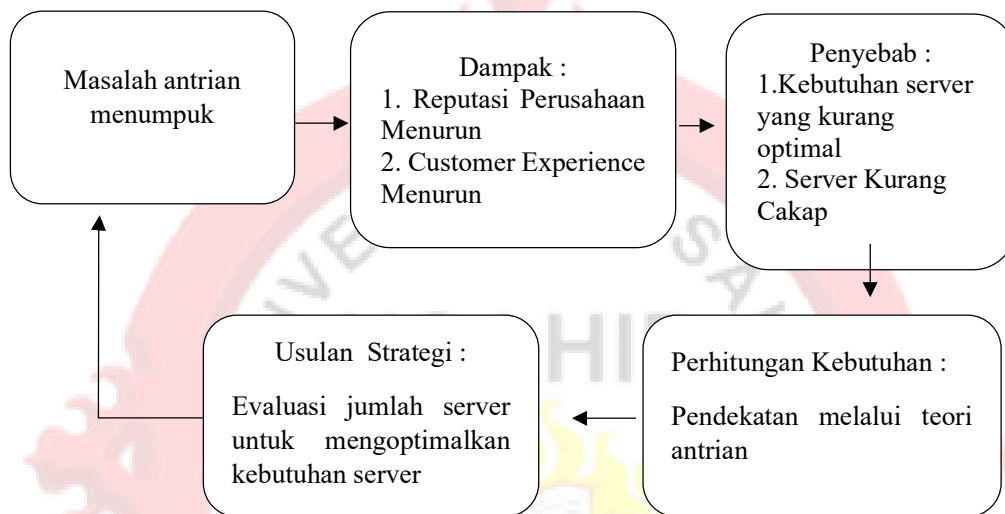 Masalah antrian
menumpuk
Dampak :
1. Reputasi Perusahaan
Menurun
2. Customer Experience
Menurun
Penyebab :
1.Kebutuhan server
yang kurang
optimal
2. Server Kurang
Cakap
Perhitungan Kebutuhan :
Pendekatan melalui teori
antrian
Usulan Strategi :
Evaluasi jumlah server
untuk mengoptimalkan
kebutuhan server